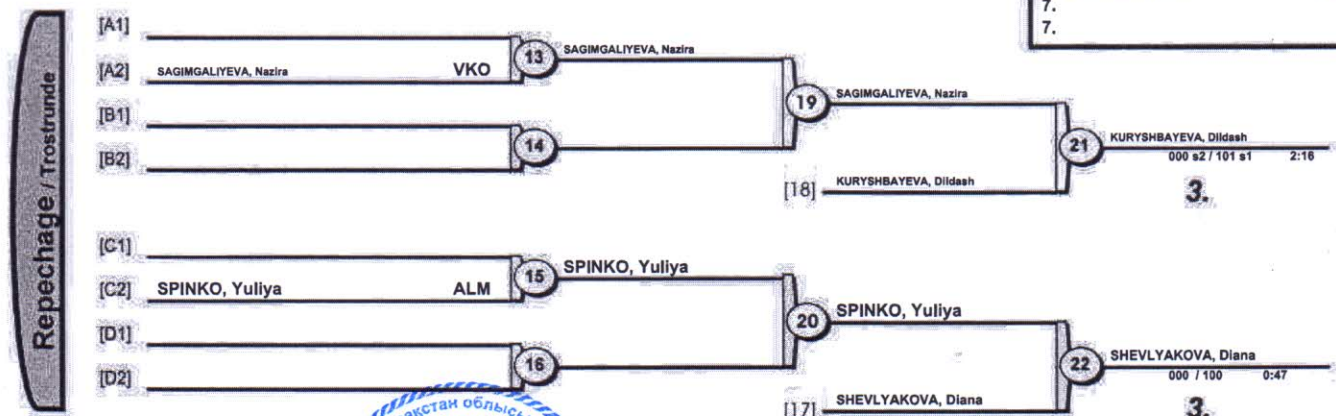 7.
7.
Repechage / Trostrunde
[A1]
[A2] SAGIMGALIYEVA, Nazira VKO
[B1]
[B2]
13 SAGIMGALIYEVA, Nazira
14
19 SAGIMGALIYEVA, Nazira
[18] KURYSHBAYEVA, Dildash
21 KURYSHBAYEVA, Dildash
000 s2 / 101 s1 2:16
3.
[C1]
[C2] SPINKO, Yuliya ALM
[D1]
[D2]
15 SPINKO, Yuliya
16
20 SPINKO, Yuliya
[17] SHEVLYAKOVA, Diana
22 SHEVLYAKOVA, Diana
000 / 100 0:47
3.